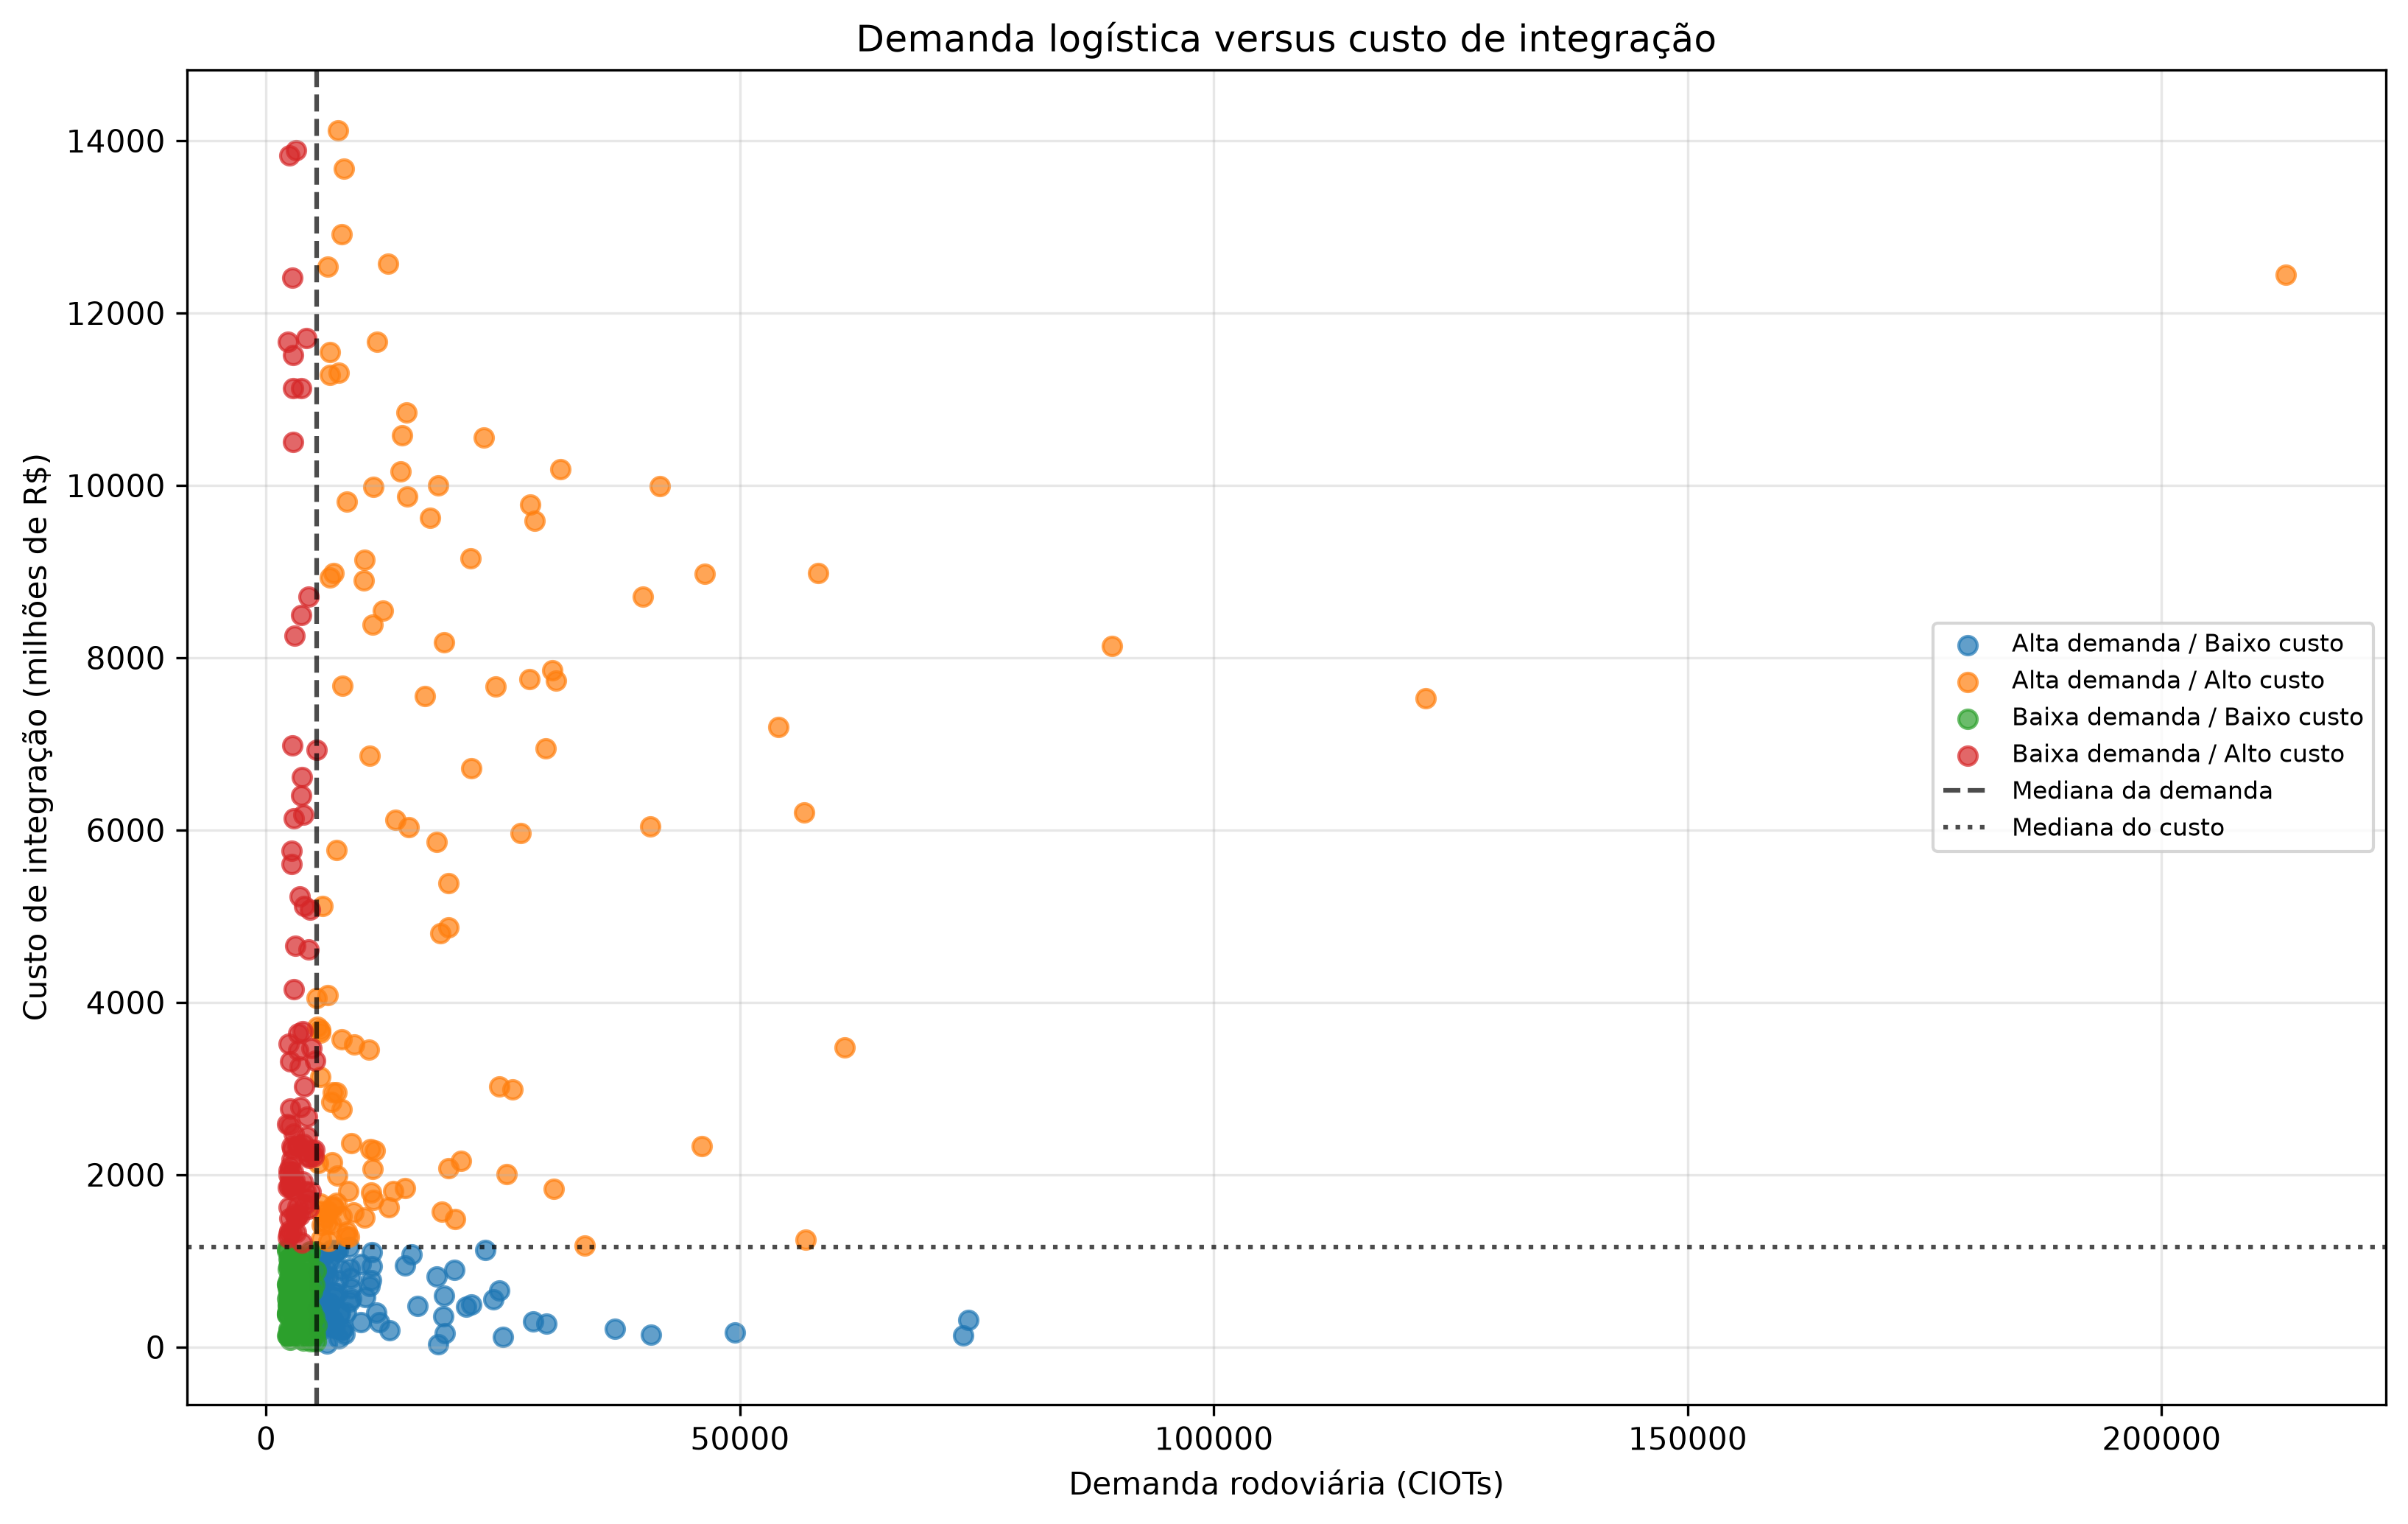 Demanda logística versus custo de integração
Custo de integração (milhões de R$)
14000
12000
10000
8000
6000
4000
2000
0
Alta demanda / Baixo custo
Alta demanda / Alto custo
Baixa demanda / Baixo custo
Baixa demanda / Alto custo
Mediana da demanda
Mediana do custo
0
50000
100000
150000
200000
Demanda rodoviária (CIOTs)